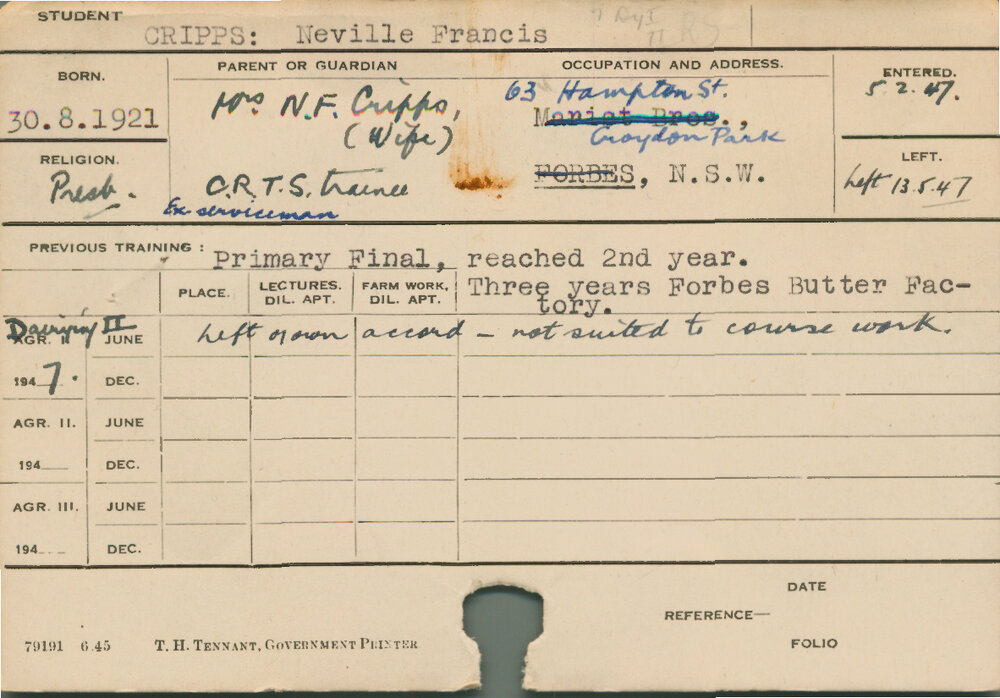 STUDENT
CRIPPS: Neville Francis
BORN.
PARENT OR GUARDIAN
OCCUPATION AND ADDRESS.
ENTERED.
30.8.1921
Mrs N.F. Cripps,
(Wife)
63 Hampton St.
Marist Bros.,
Croydon Park
FORBES, N.S.W.
5.2.47.
RELIGION.
Presb.
C.R.T.S. trainee
Ex-serviceman
LEFT.
Left 13.5.47
PREVIOUS TRAINING: Primary Final, reached 2nd year.
Three years Forbes Butter Fac-
tory.
PLACE.
LECTURES.
DIL. APT.
FARM WORK,
DIL. APT.
Dairying II
AGR. I. JUNE
Left of own accord - not suited to course work.
1947. DEC.
AGR. II. JUNE
194 DEC.
AGR. III. JUNE
194 DEC.
DATE
REFERENCE—
FOLIO
79191 6.45 T. H. TENNANT, GOVERNMENT PRINTER